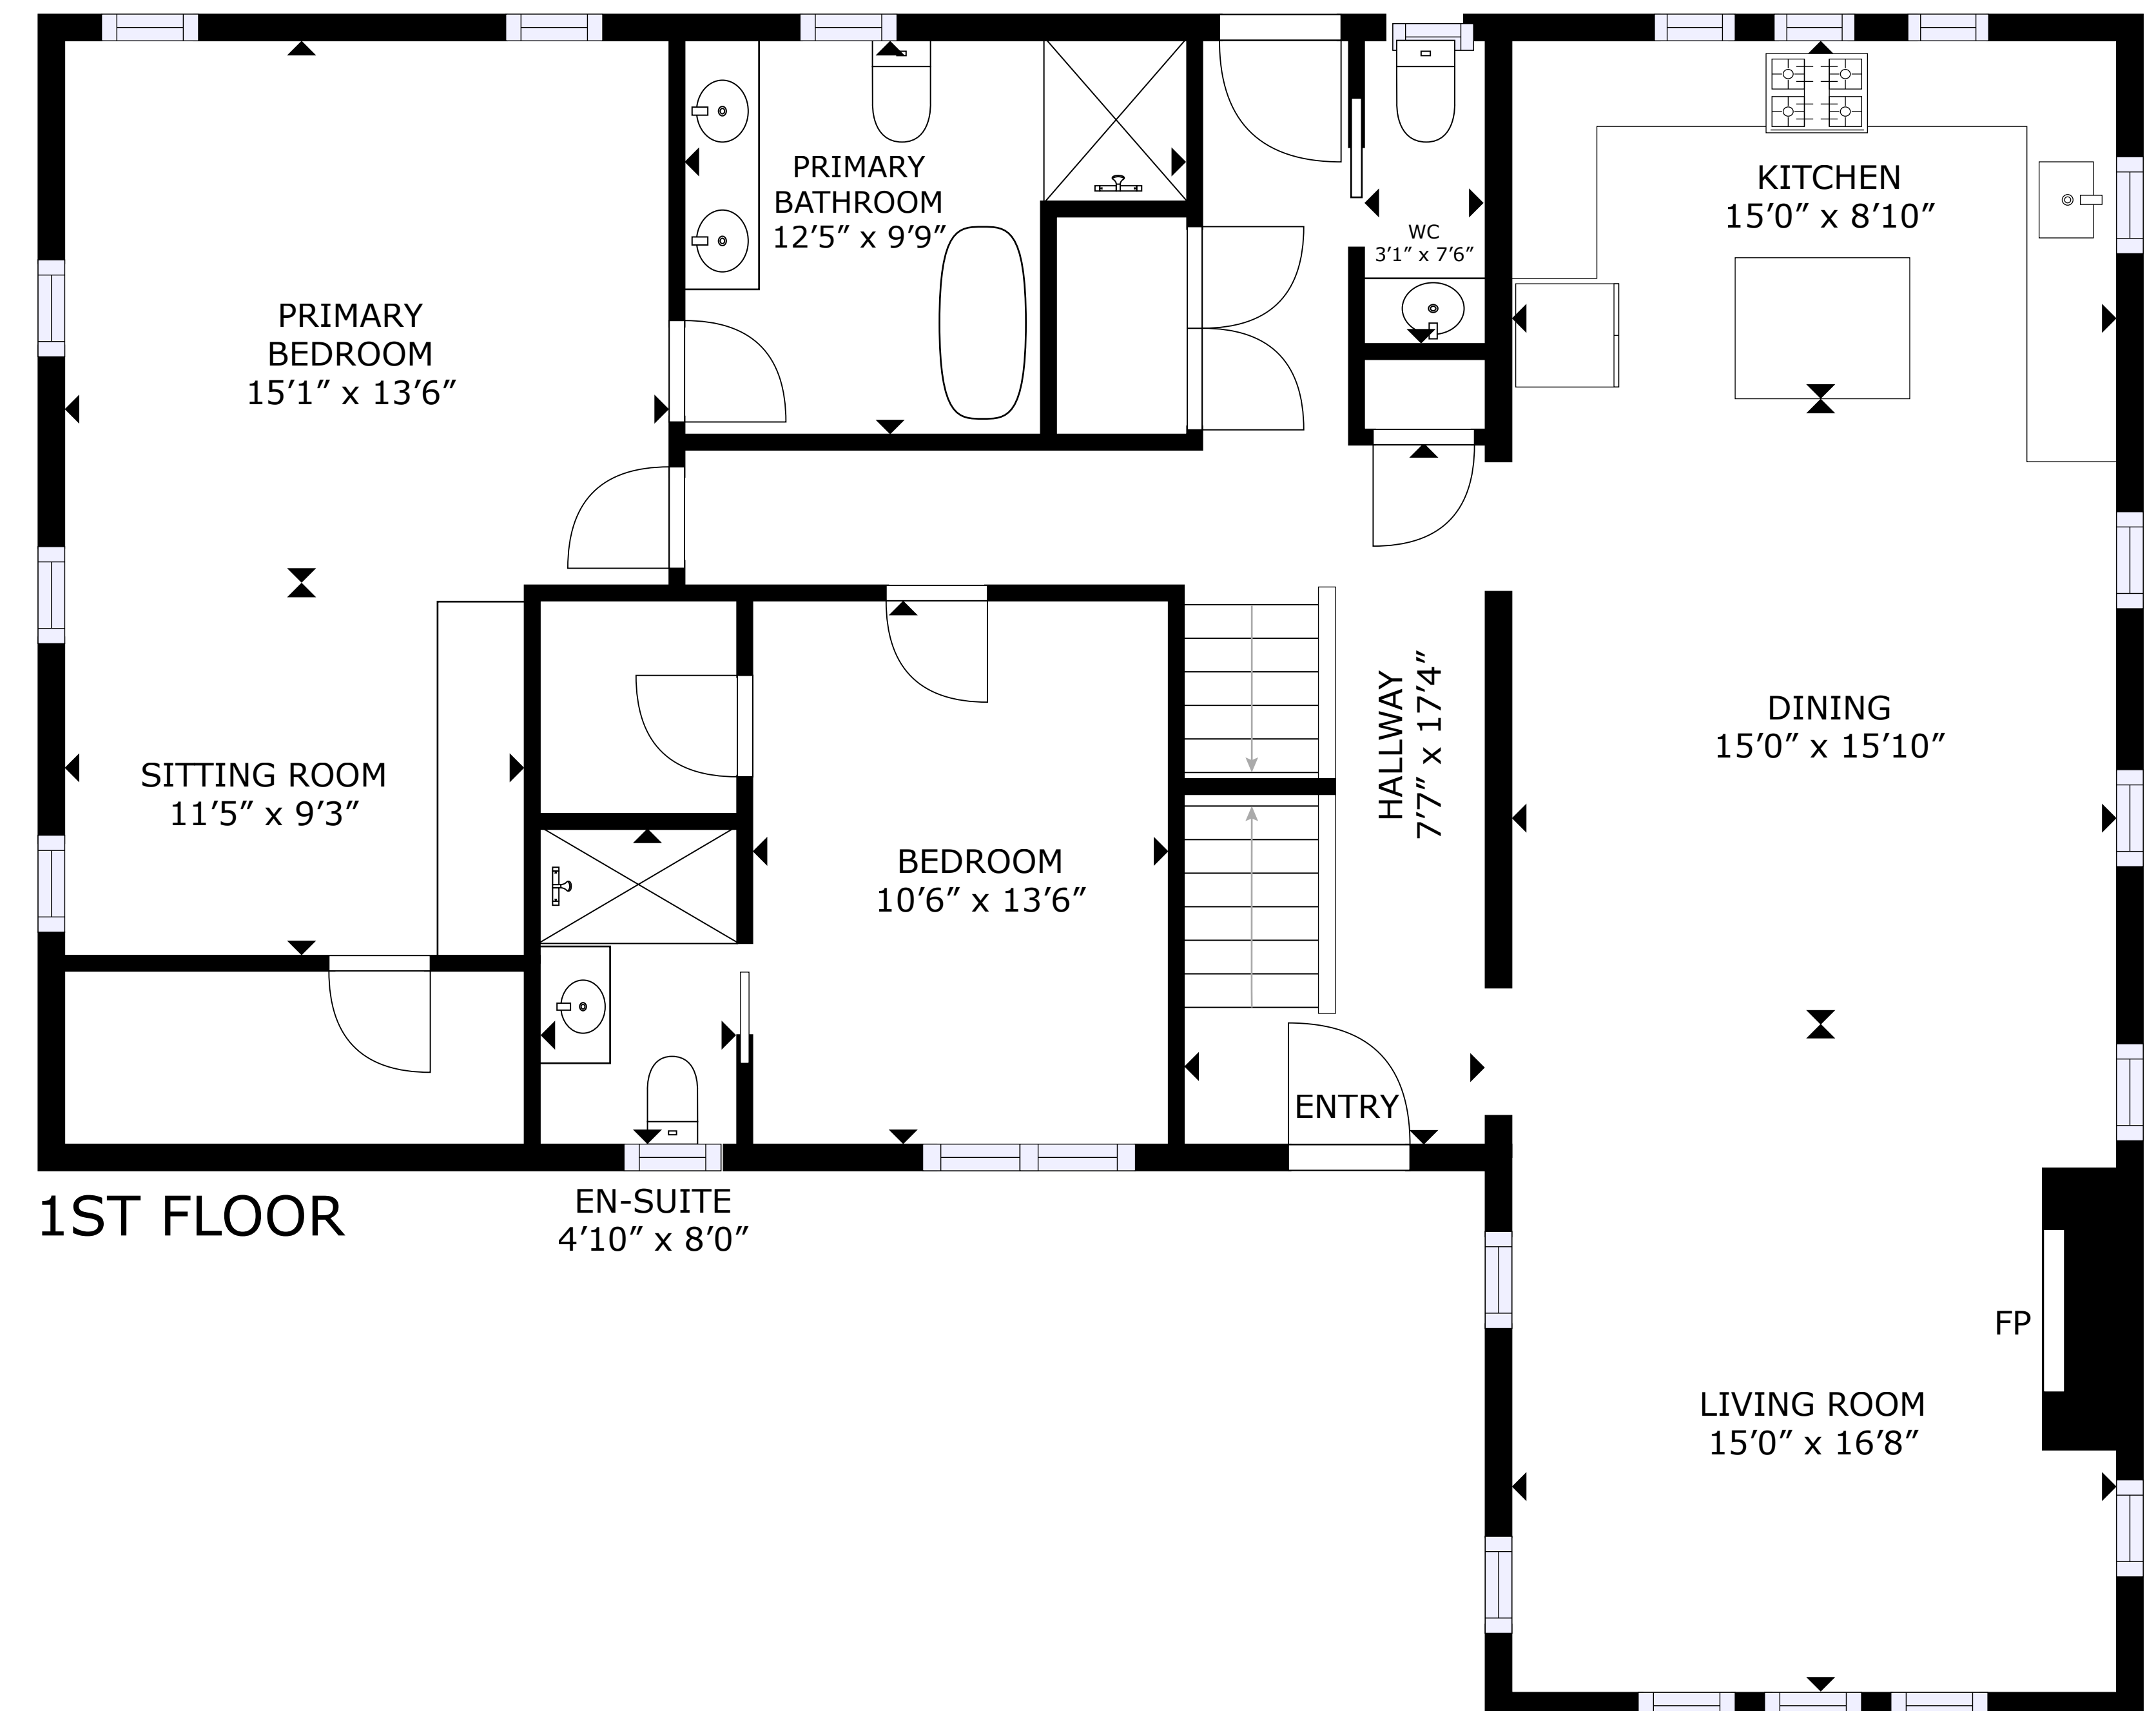 PRIMARY
BATHROOM
12'5″ x 9'9″
KITCHEN
15'0″ x 8'10″
WC
3'1″ x 7'6″
PRIMARY
BEDROOM
15'1″ x 13'6″
HALLWAY
7'7″ x 17'4″
DINING
15'0″ x 15'10″
SITTING ROOM
11'5″ x 9'3″
BEDROOM
10'6″ x 13'6″
ENTRY
1ST FLOOR
EN-SUITE
4'10″ x 8'0″
FP
LIVING ROOM
15'0″ x 16'8″